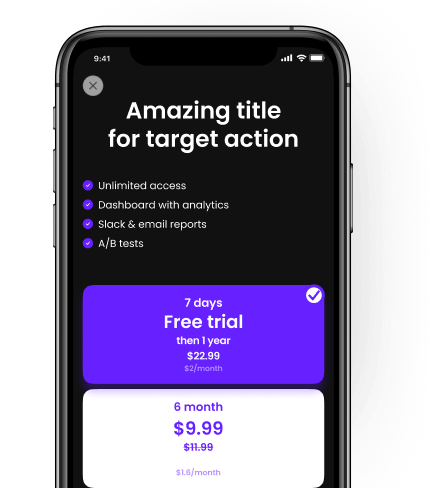 9:41
Amazing title
for target action
Unlimited access
Dashboard with analytics
Slack & email reports
A/B tests
7 days
Free trial
then 1 year
$22.99
$2/month
6 month
$9.99
$11.99
$1.6/month